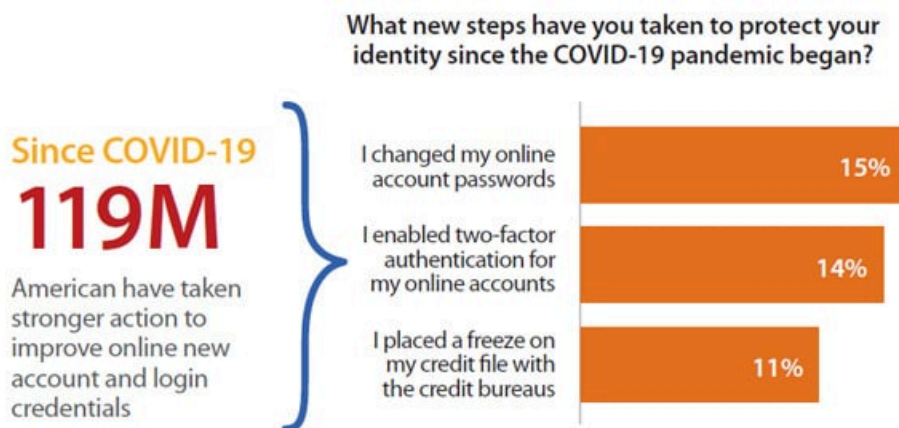 What new steps have you taken to protect your
identity since the COVID-19 pandemic began?
Since COVID-19
119M
American have taken
stronger action to
improve online new
account and login
credentials
I changed my online
account passwords
15%
I enabled two-factor
authentication for
my online accounts
14%
I placed a freeze on
my credit file with
the credit bureaus
11%